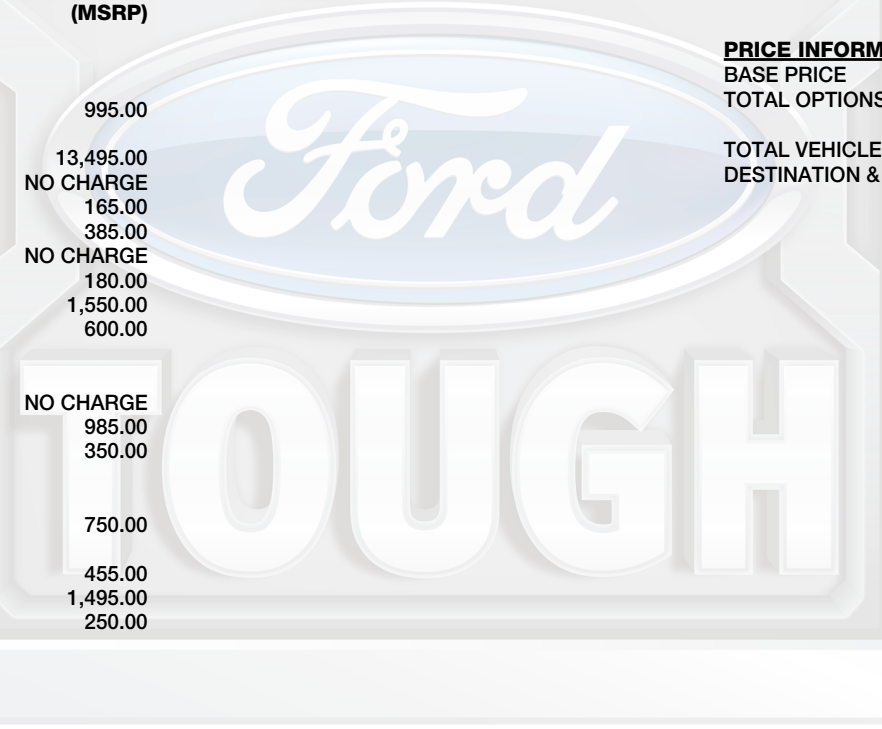 (MSRP)
995.00
13,495.00
NO CHARGE
165.00
385.00
NO CHARGE
180.00
1,550.00
600.00
NO CHARGE
985.00
350.00
750.00
455.00
1,495.00
250.00
PRICE INFORM
BASE PRICE
TOTAL OPTIONS
TOTAL VEHICLE
DESTINATION &
Ford
TOUGH